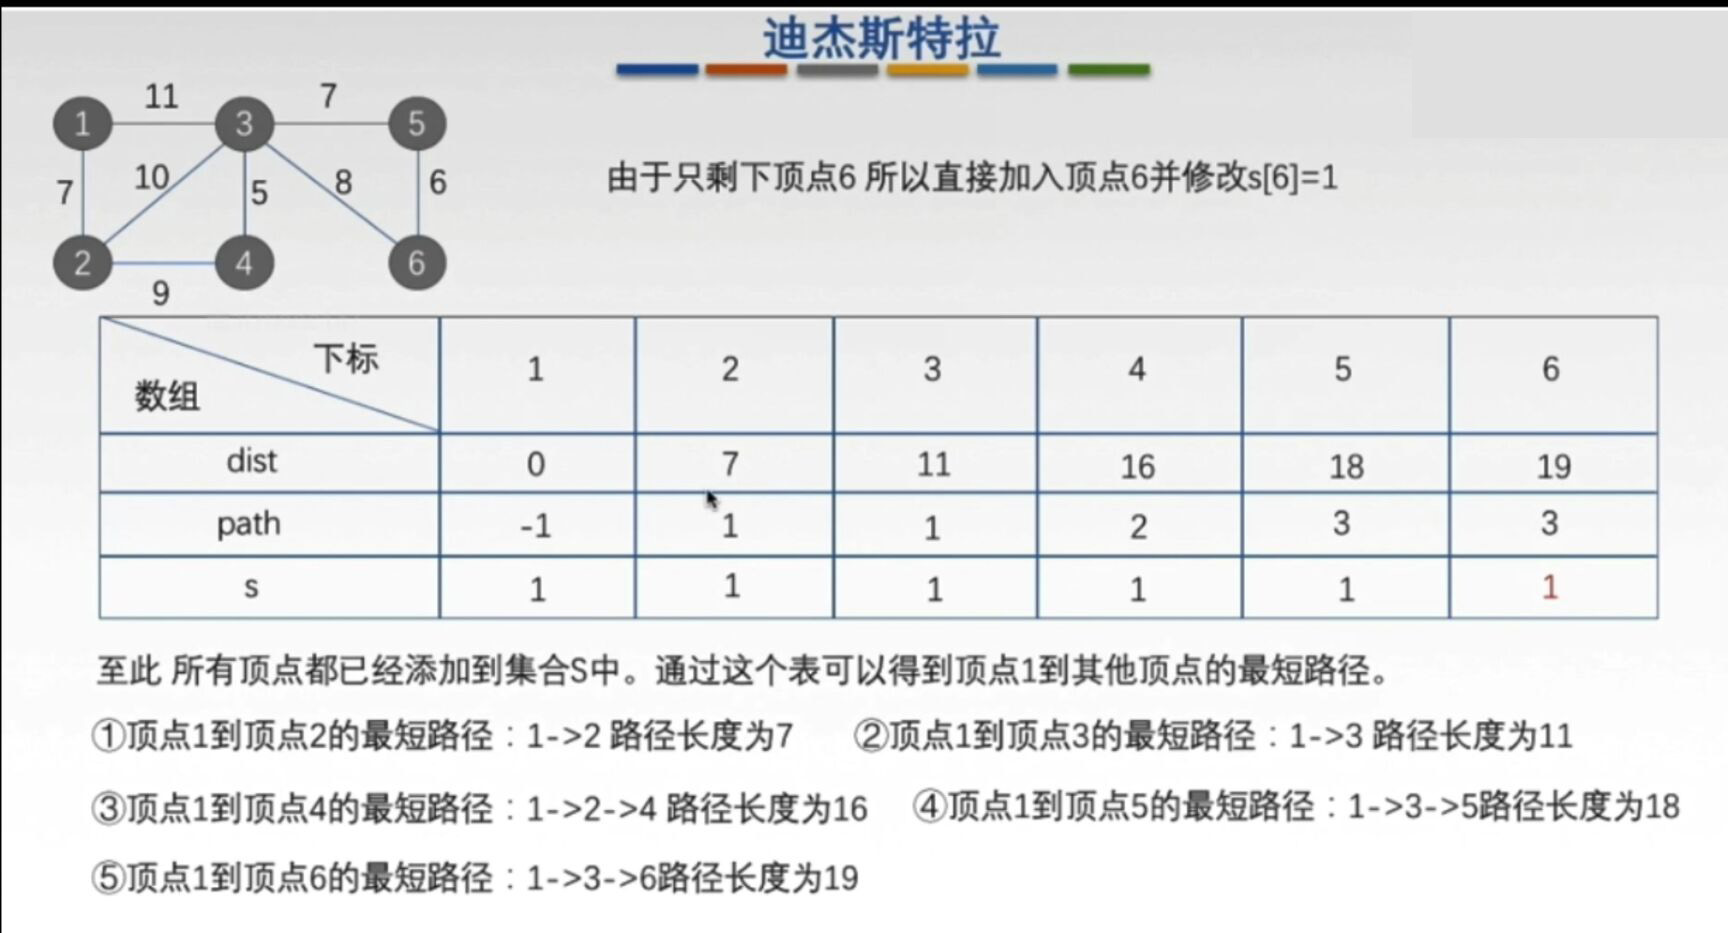 迪杰斯特拉
11 7
1 3 5
7 10 5 8 6
2 4 6
9
由于只剩下顶点6 所以直接加入顶点6并修改s[6]=1
下标
数组
1 2 3 4 5 6
dist 0 7 11 16 18 19
path -1 1 1 2 3 3
s 1 1 1 1 1 1
至此 所有顶点都已经添加到集合S中。通过这个表可以得到顶点1到其他顶点的最短路径。
①顶点1到顶点2的最短路径：1->2 路径长度为7 ②顶点1到顶点3的最短路径：1->3 路径长度为11
③顶点1到顶点4的最短路径：1->2->4 路径长度为16 ④顶点1到顶点5的最短路径：1->3->5路径长度为18
⑤顶点1到顶点6的最短路径：1->3->6路径长度为19